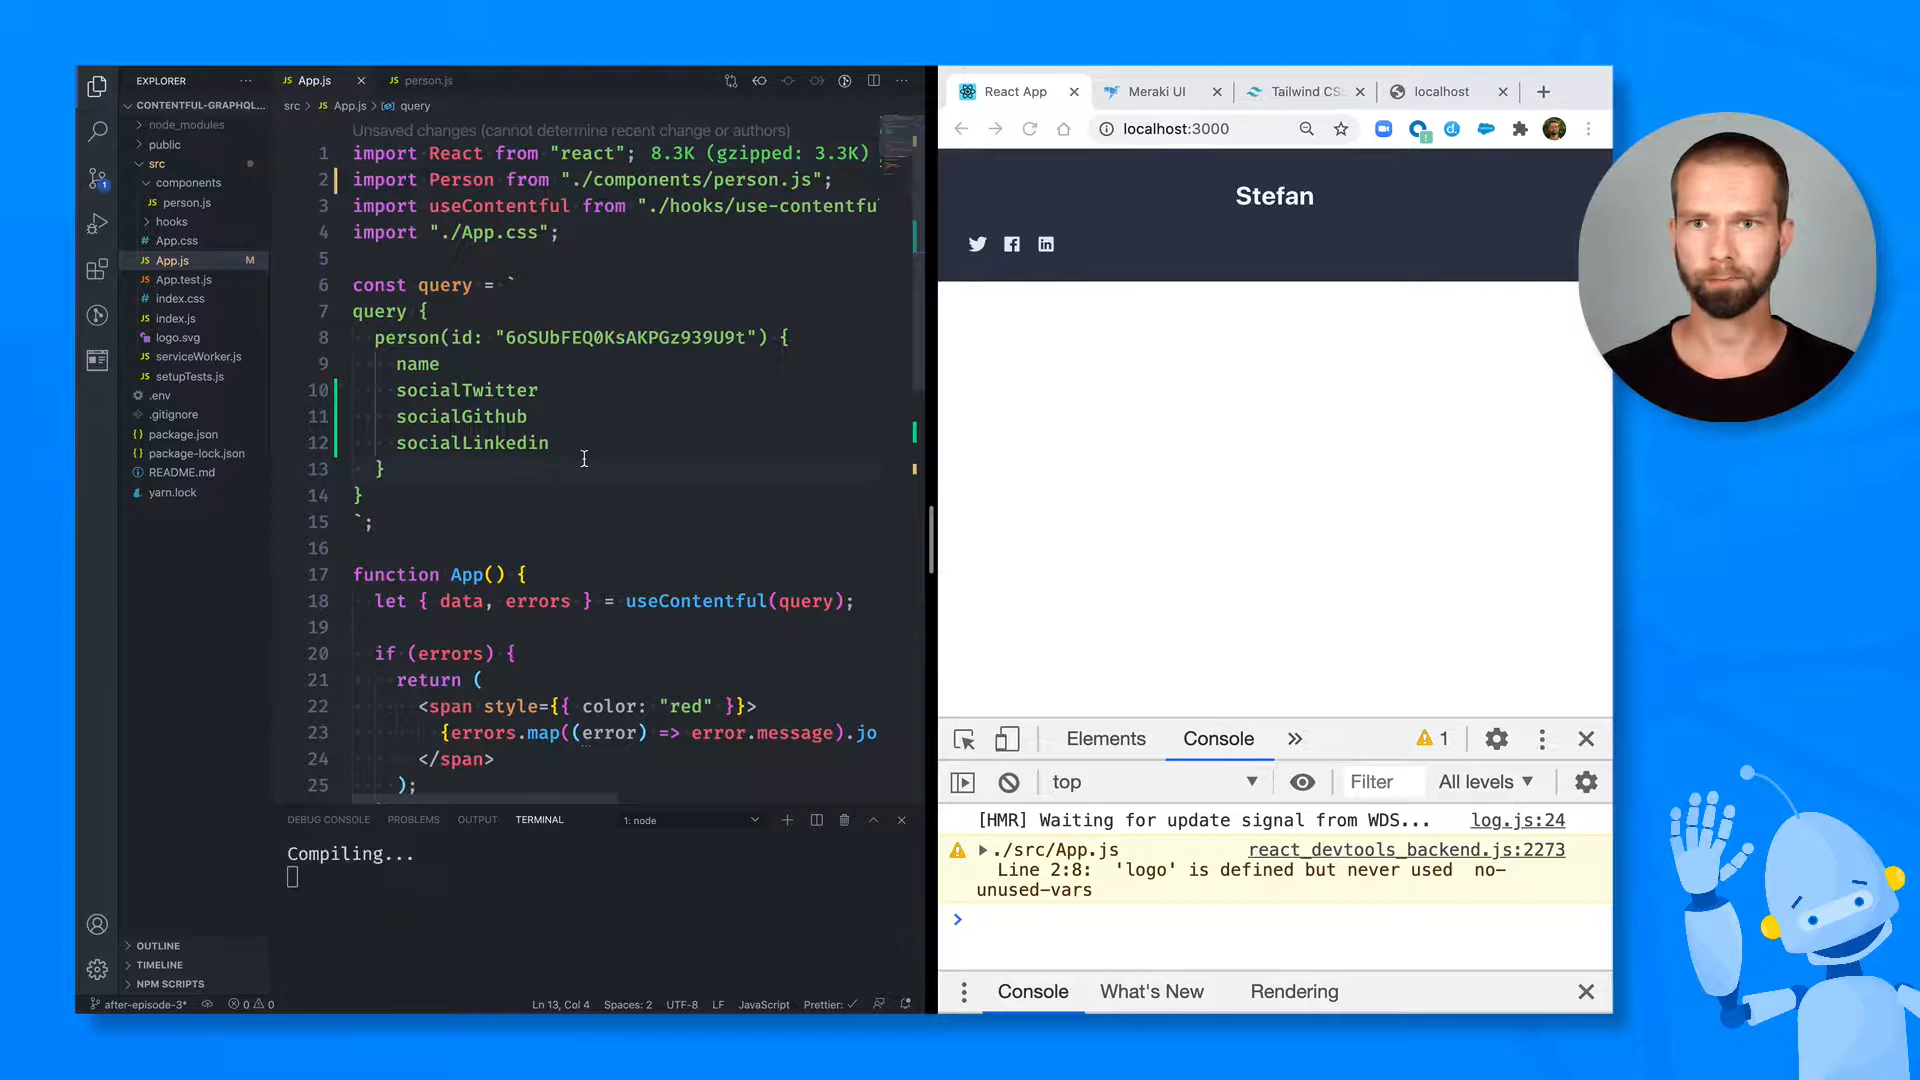 EXPLORER
CONTENTFUL-GRAPHQL...
node_modules
public
src
components
person.js
hooks
App.css
App.js M
App.test.js
index.css
index.js
logo.svg
serviceWorker.js
setupTests.js
.env
.gitignore
package.json
package-lock.json
README.md
yarn.lock
OUTLINE
TIMELINE
NPM SCRIPTS
App.js person.js
src > App.js > query
Unsaved changes (cannot determine recent change or authors)
1 import React from "react"; 8.3K (gzipped: 3.3K)
2 import Person from "./components/person.js";
3 import useContentful from "./hooks/use-contentfu
4 import "./App.css";
5
6 const query = `
7 query {
8 person(id: "6oSUbFEQ0KsAKPGz939U9t") {
9 name
10 socialTwitter
11 socialGithub
12 socialLinkedin
13 }
14 }
15 `;
16
17 function App() {
18 let { data, errors } = useContentful(query);
19
20 if (errors) {
21 return (
22 <span style={{ color: "red" }}>
23 {errors.map((error) => error.message).jo
24 </span>
25 );
DEBUG CONSOLE PROBLEMS OUTPUT TERMINAL 1: node
Compiling...
after-episode-3* 0 0 Ln 13, Col 4 Spaces: 2 UTF-8 LF JavaScript Prettier: ✓
React App Meraki UI Tailwind CS localhost
localhost:3000
Stefan
Elements Console 1
top Filter All levels
[HMR] Waiting for update signal from WDS... log.js:24
./src/App.js react_devtools_backend.js:2273
Line 2:8: 'logo' is defined but never used no-
unused-vars
Console What's New Rendering